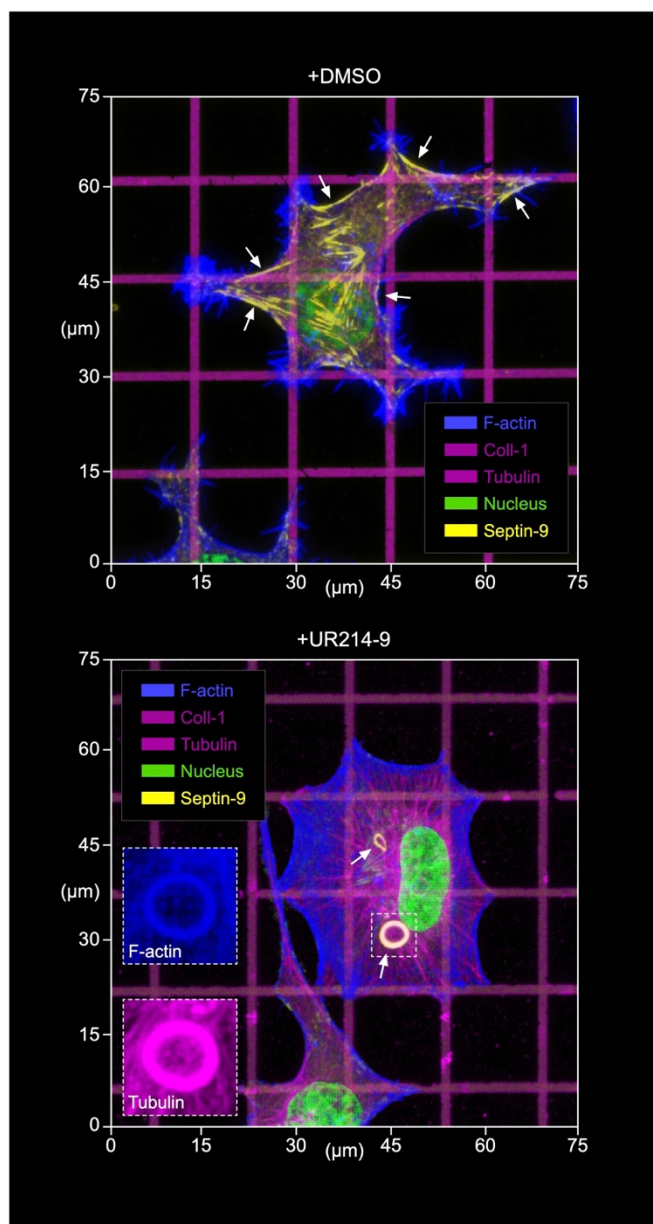 +DMSO
75
60
45
(µm)
30
15
0
F-actin
Coll-1
Tubulin
Nucleus
Septin-9
0 15 30 (µm) 45 60 75
+UR214-9
75
F-actin
Coll-1
Tubulin
Nucleus
Septin-9
60
45
(µm)
30
15
0
F-actin
Tubulin
0 15 30 (µm) 45 60 75